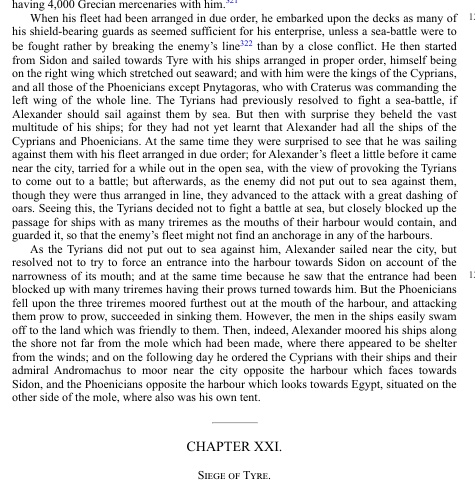 having 4,000 Grecian mercenaries with him.321
When his fleet had been arranged in due order, he embarked upon the decks as many of
his shield-bearing guards as seemed sufficient for his enterprise, unless a sea-battle were to
be fought rather by breaking the enemy's line322 than by a close conflict. He then started
from Sidon and sailed towards Tyre with his ships arranged in proper order, himself being
on the right wing which stretched out seaward; and with him were the kings of the Cyprians,
and all those of the Phoenicians except Pnytagoras, who with Craterus was commanding the
left wing of the whole line. The Tyrians had previously resolved to fight a sea-battle, if
Alexander should sail against them by sea. But then with surprise they beheld the vast
multitude of his ships; for they had not yet learnt that Alexander had all the ships of the
Cyprians and Phoenicians. At the same time they were surprised to see that he was sailing
against them with his fleet arranged in due order; for Alexander's fleet a little before it came
near the city, tarried for a while out in the open sea, with the view of provoking the Tyrians
to come out to a battle; but afterwards, as the enemy did not put out to sea against them,
though they were thus arranged in line, they advanced to the attack with a great dashing of
oars. Seeing this, the Tyrians decided not to fight a battle at sea, but closely blocked up the
passage for ships with as many triremes as the mouths of their harbour would contain, and
guarded it, so that the enemy's fleet might not find an anchorage in any of the harbours.
As the Tyrians did not put out to sea against him, Alexander sailed near the city, but
resolved not to try to force an entrance into the harbour towards Sidon on account of the
narrowness of its mouth; and at the same time because he saw that the entrance had been
blocked up with many triremes having their prows turned towards him. But the Phoenicians
fell upon the three triremes moored furthest out at the mouth of the harbour, and attacking
them prow to prow, succeeded in sinking them. However, the men in the ships easily swam
off to the land which was friendly to them. Then, indeed, Alexander moored his ships along
the shore not far from the mole which had been made, where there appeared to be shelter
from the winds; and on the following day he ordered the Cyprians with their ships and their
admiral Andromachus to moor near the city opposite the harbour which faces towards
Sidon, and the Phoenicians opposite the harbour which looks towards Egypt, situated on the
other side of the mole, where also was his own tent.
CHAPTER XXI.
SIEGE OF TYRE.